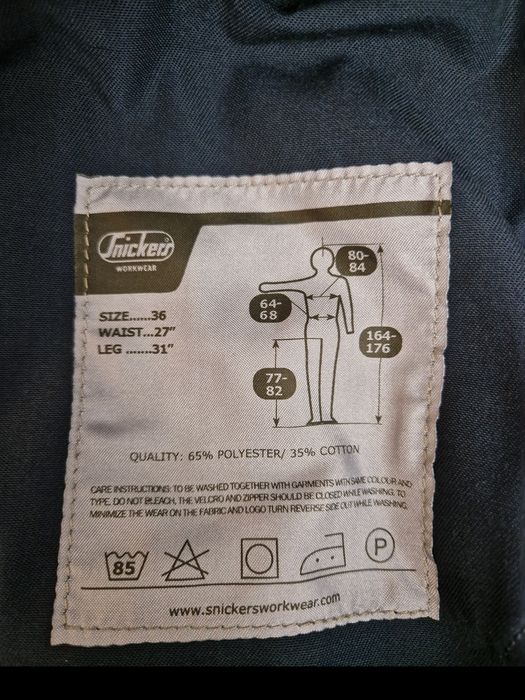 Snickers
WORKWEAR
SIZE......36
WAIST...27"
LEG .......31"
80-
84
64-
68
164-
176
77-
82
QUALITY: 65% POLYESTER/ 35% COTTON
CARE INSTRUCTIONS: TO BE WASHED TOGETHER WITH GARMENTS WITH SAME COLOUR AND
TYPE. DO NOT BLEACH. THE VELCRO AND ZIPPER SHOULD BE CLOSED WHILE WASHING. TO
MINIMIZE THE WEAR ON THE FABRIC AND LOGO TURN REVERSE SIDE OUT WHILE WASHING.
85
P
www.snickersworkwear.com